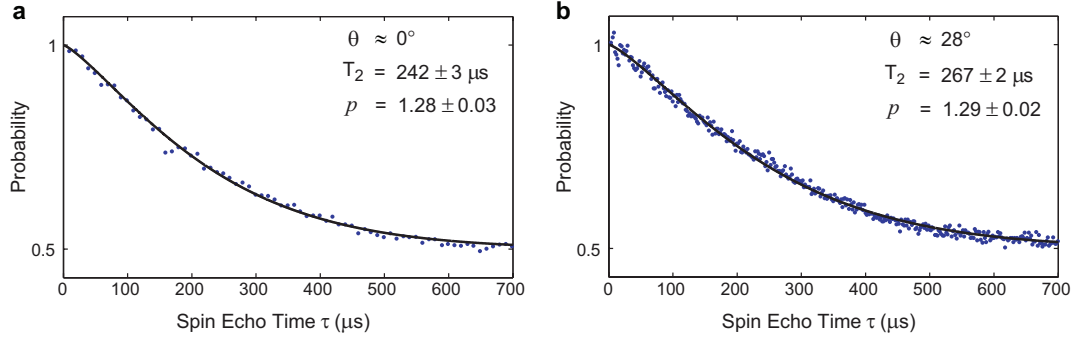 a
θ ≈ 0°
T₂ = 242 ± 3 μs
p = 1.28 ± 0.03
1
0.5
Probability
0 100 200 300 400 500 600 700
Spin Echo Time τ (μs)
b
θ ≈ 28°
T₂ = 267 ± 2 μs
p = 1.29 ± 0.02
1
0.5
Probability
0 100 200 300 400 500 600 700
Spin Echo Time τ (μs)